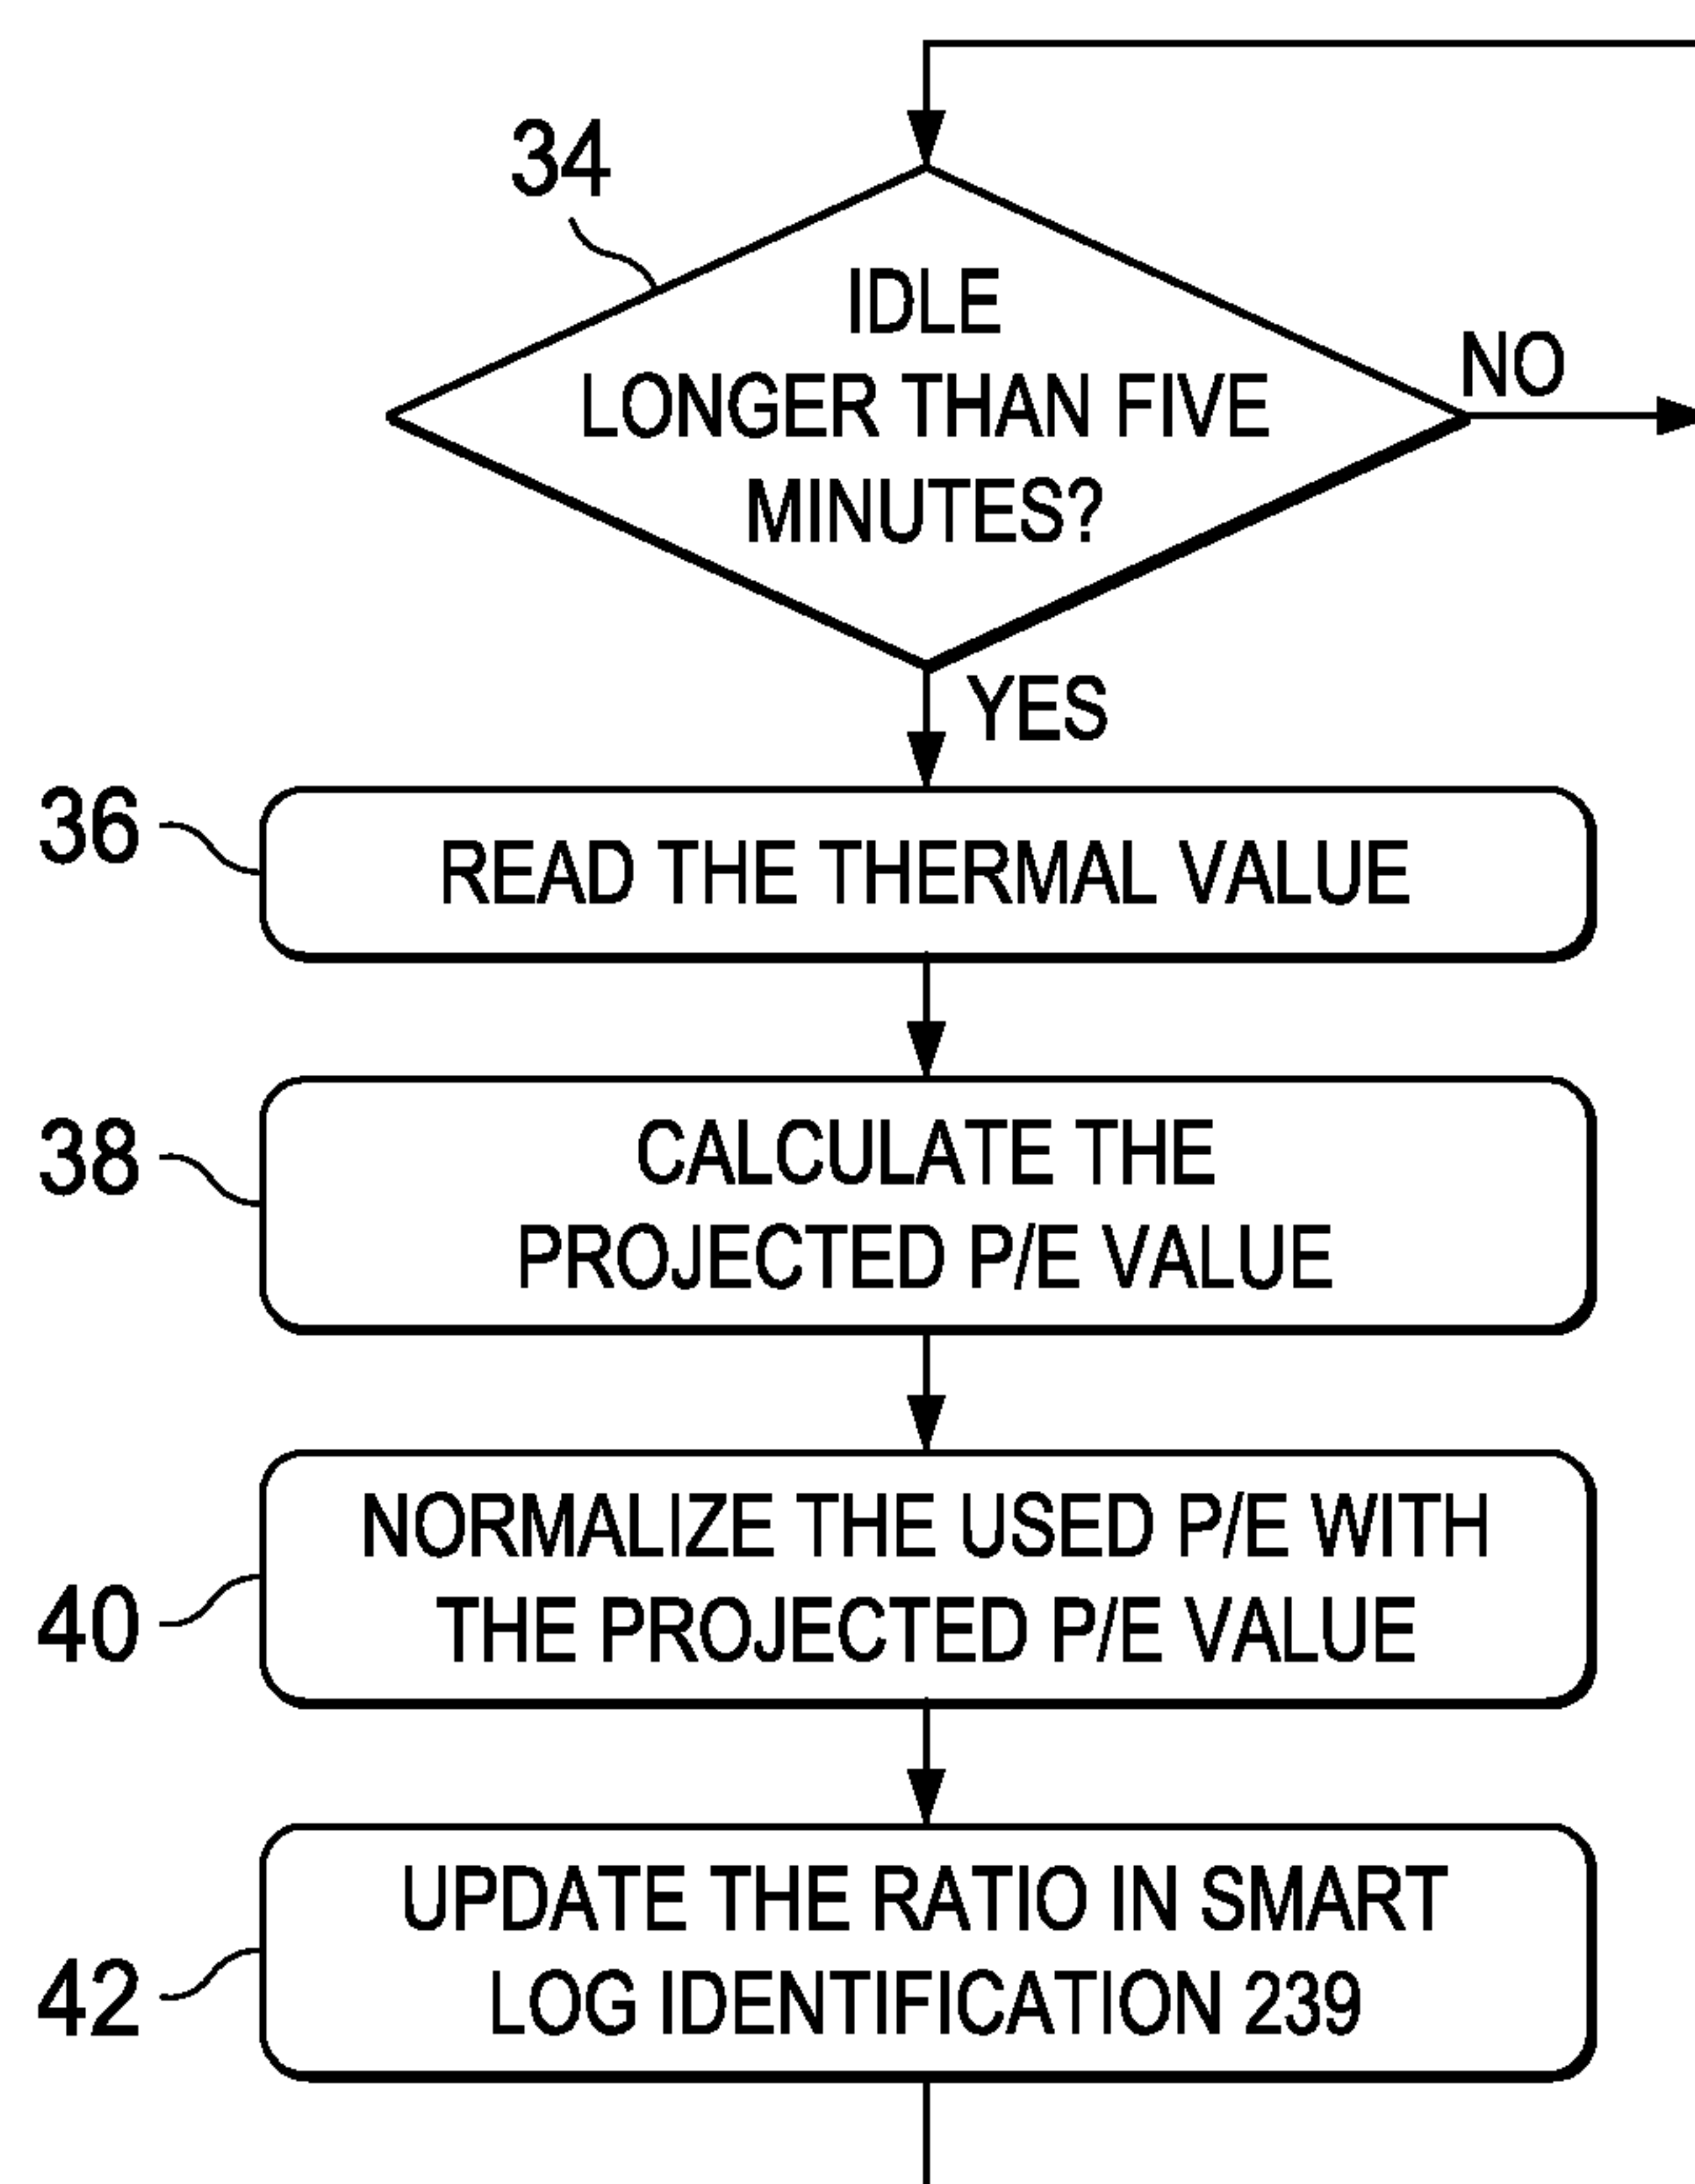 34
IDLE
LONGER THAN FIVE
MINUTES?
NO
YES
36
READ THE THERMAL VALUE
38
CALCULATE THE
PROJECTED P/E VALUE
NORMALIZE THE USED P/E WITH
THE PROJECTED P/E VALUE
40
UPDATE THE RATIO IN SMART
LOG IDENTIFICATION 239
42